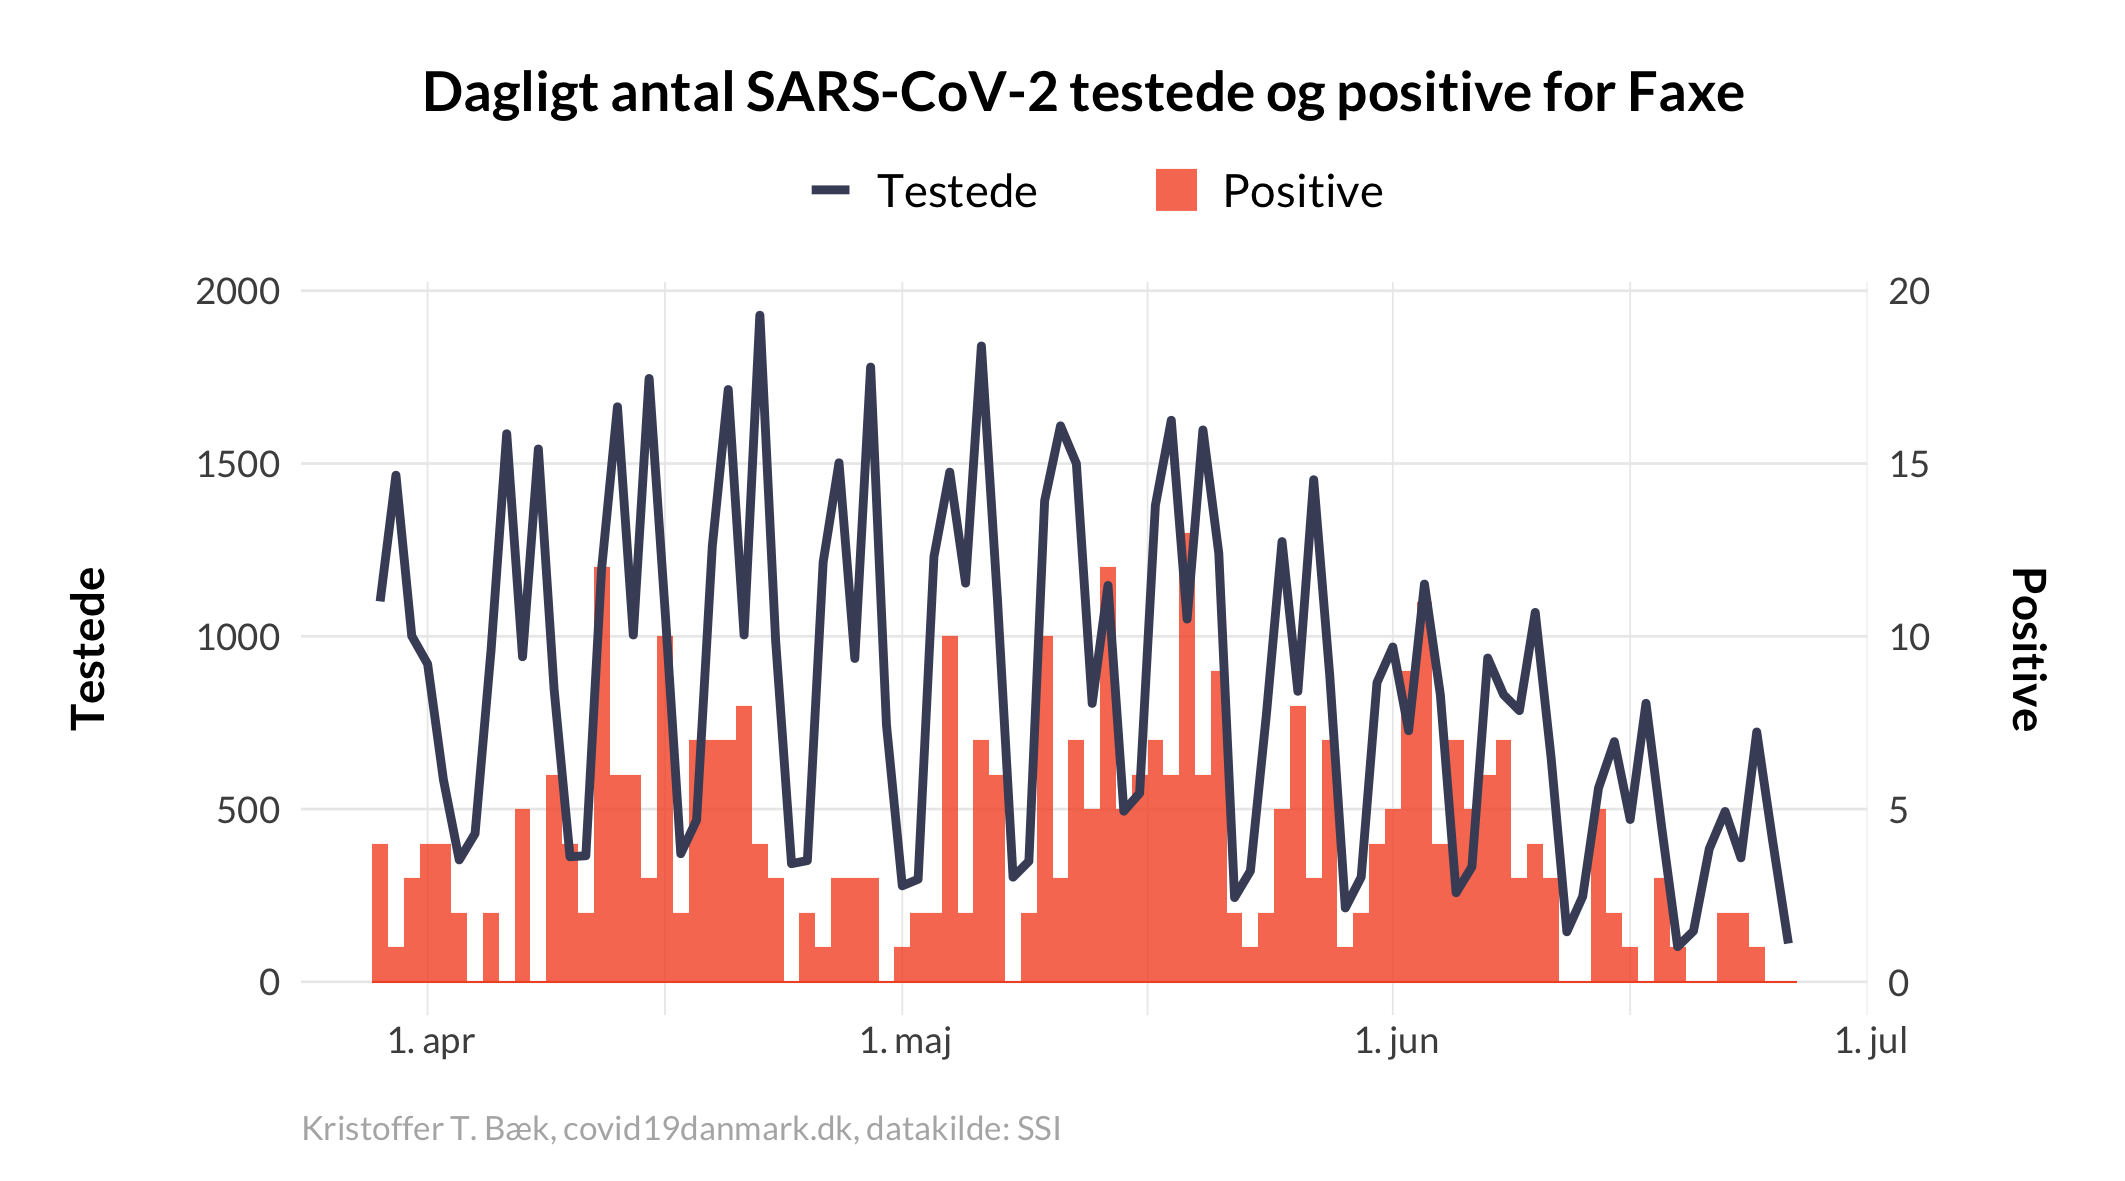 Dagligt antal SARS-CoV-2 testede og positive for Faxe
Testede
Positive
2000
1500
1000
500
0
20
15
10
5
0
Testede
Positive
1. apr
1. maj
1. jun
1. jul
Kristoffer T. Bæk, covid19danmark.dk, datakilde: SSI